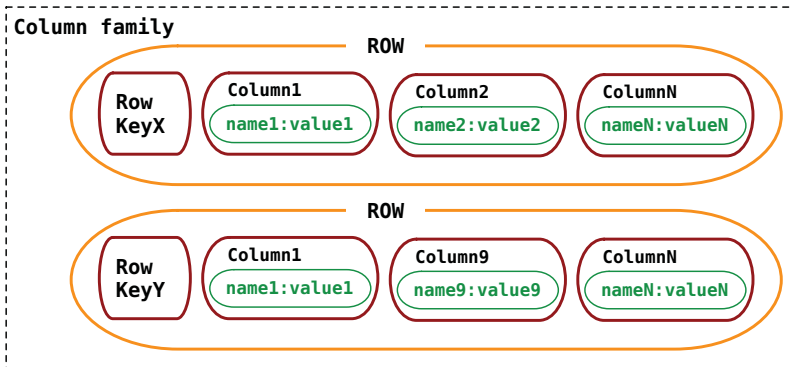 Column family
ROW
Row KeyX
Column1
name1:value1
Column2
name2:value2
ColumnN
nameN:valueN
ROW
Row KeyY
Column1
name1:value1
Column9
name9:value9
ColumnN
nameN:valueN